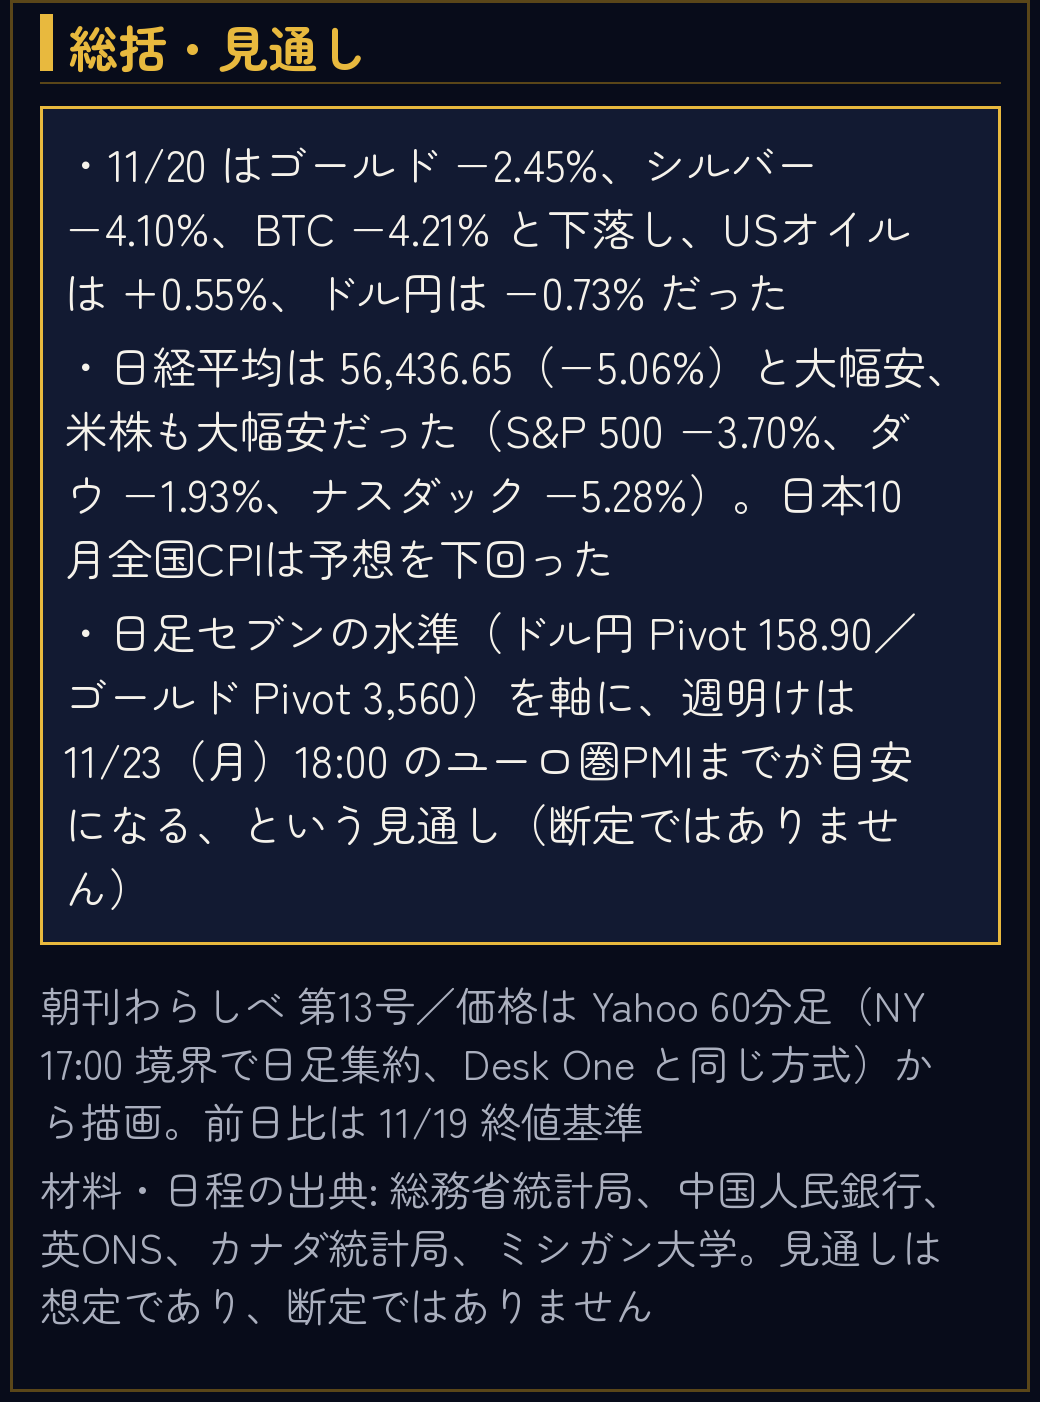 総括・見通し
・11/20 はゴールド −2.45%、シルバー
−4.10%、BTC −4.21% と下落し、USオイル
は +0.55%、ドル円は −0.73% だった
・日経平均は 56,436.65（−5.06%）と大幅安、
米株も大幅安だった（S&P 500 −3.70%、ダ
ウ −1.93%、ナスダック −5.28%）。日本10
月全国CPIは予想を下回った
・日足セブンの水準（ドル円 Pivot 158.90／
ゴールド Pivot 3,560）を軸に、週明けは
11/23（月）18:00 のユーロ圏PMIまでが目安
になる、という見通し（断定ではありませ
ん）
朝刊わらしべ 第13号／価格は Yahoo 60分足（NY
17:00 境界で日足集約、Desk One と同じ方式）か
ら描画。前日比は 11/19 終値基準
材料・日程の出典: 総務省統計局、中国人民銀行、
英ONS、カナダ統計局、ミシガン大学。見通しは
想定であり、断定ではありません